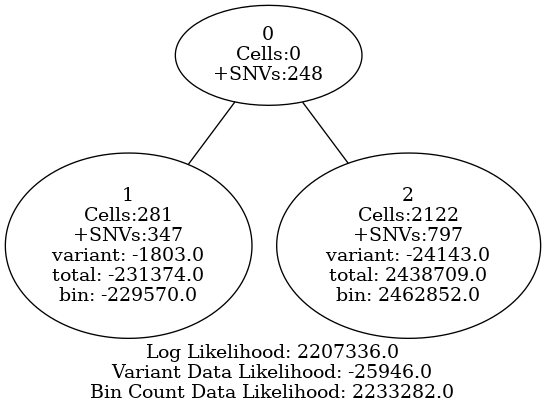 0
Cells:0
+SNVs:248
1
Cells:281
+SNVs:347
variant: -1803.0
total: -231374.0
bin: -229570.0
2
Cells:2122
+SNVs:797
variant: -24143.0
total: 2438709.0
bin: 2462852.0
Log Likelihood: 2207336.0
Variant Data Likelihood: -25946.0
Bin Count Data Likelihood: 2233282.0